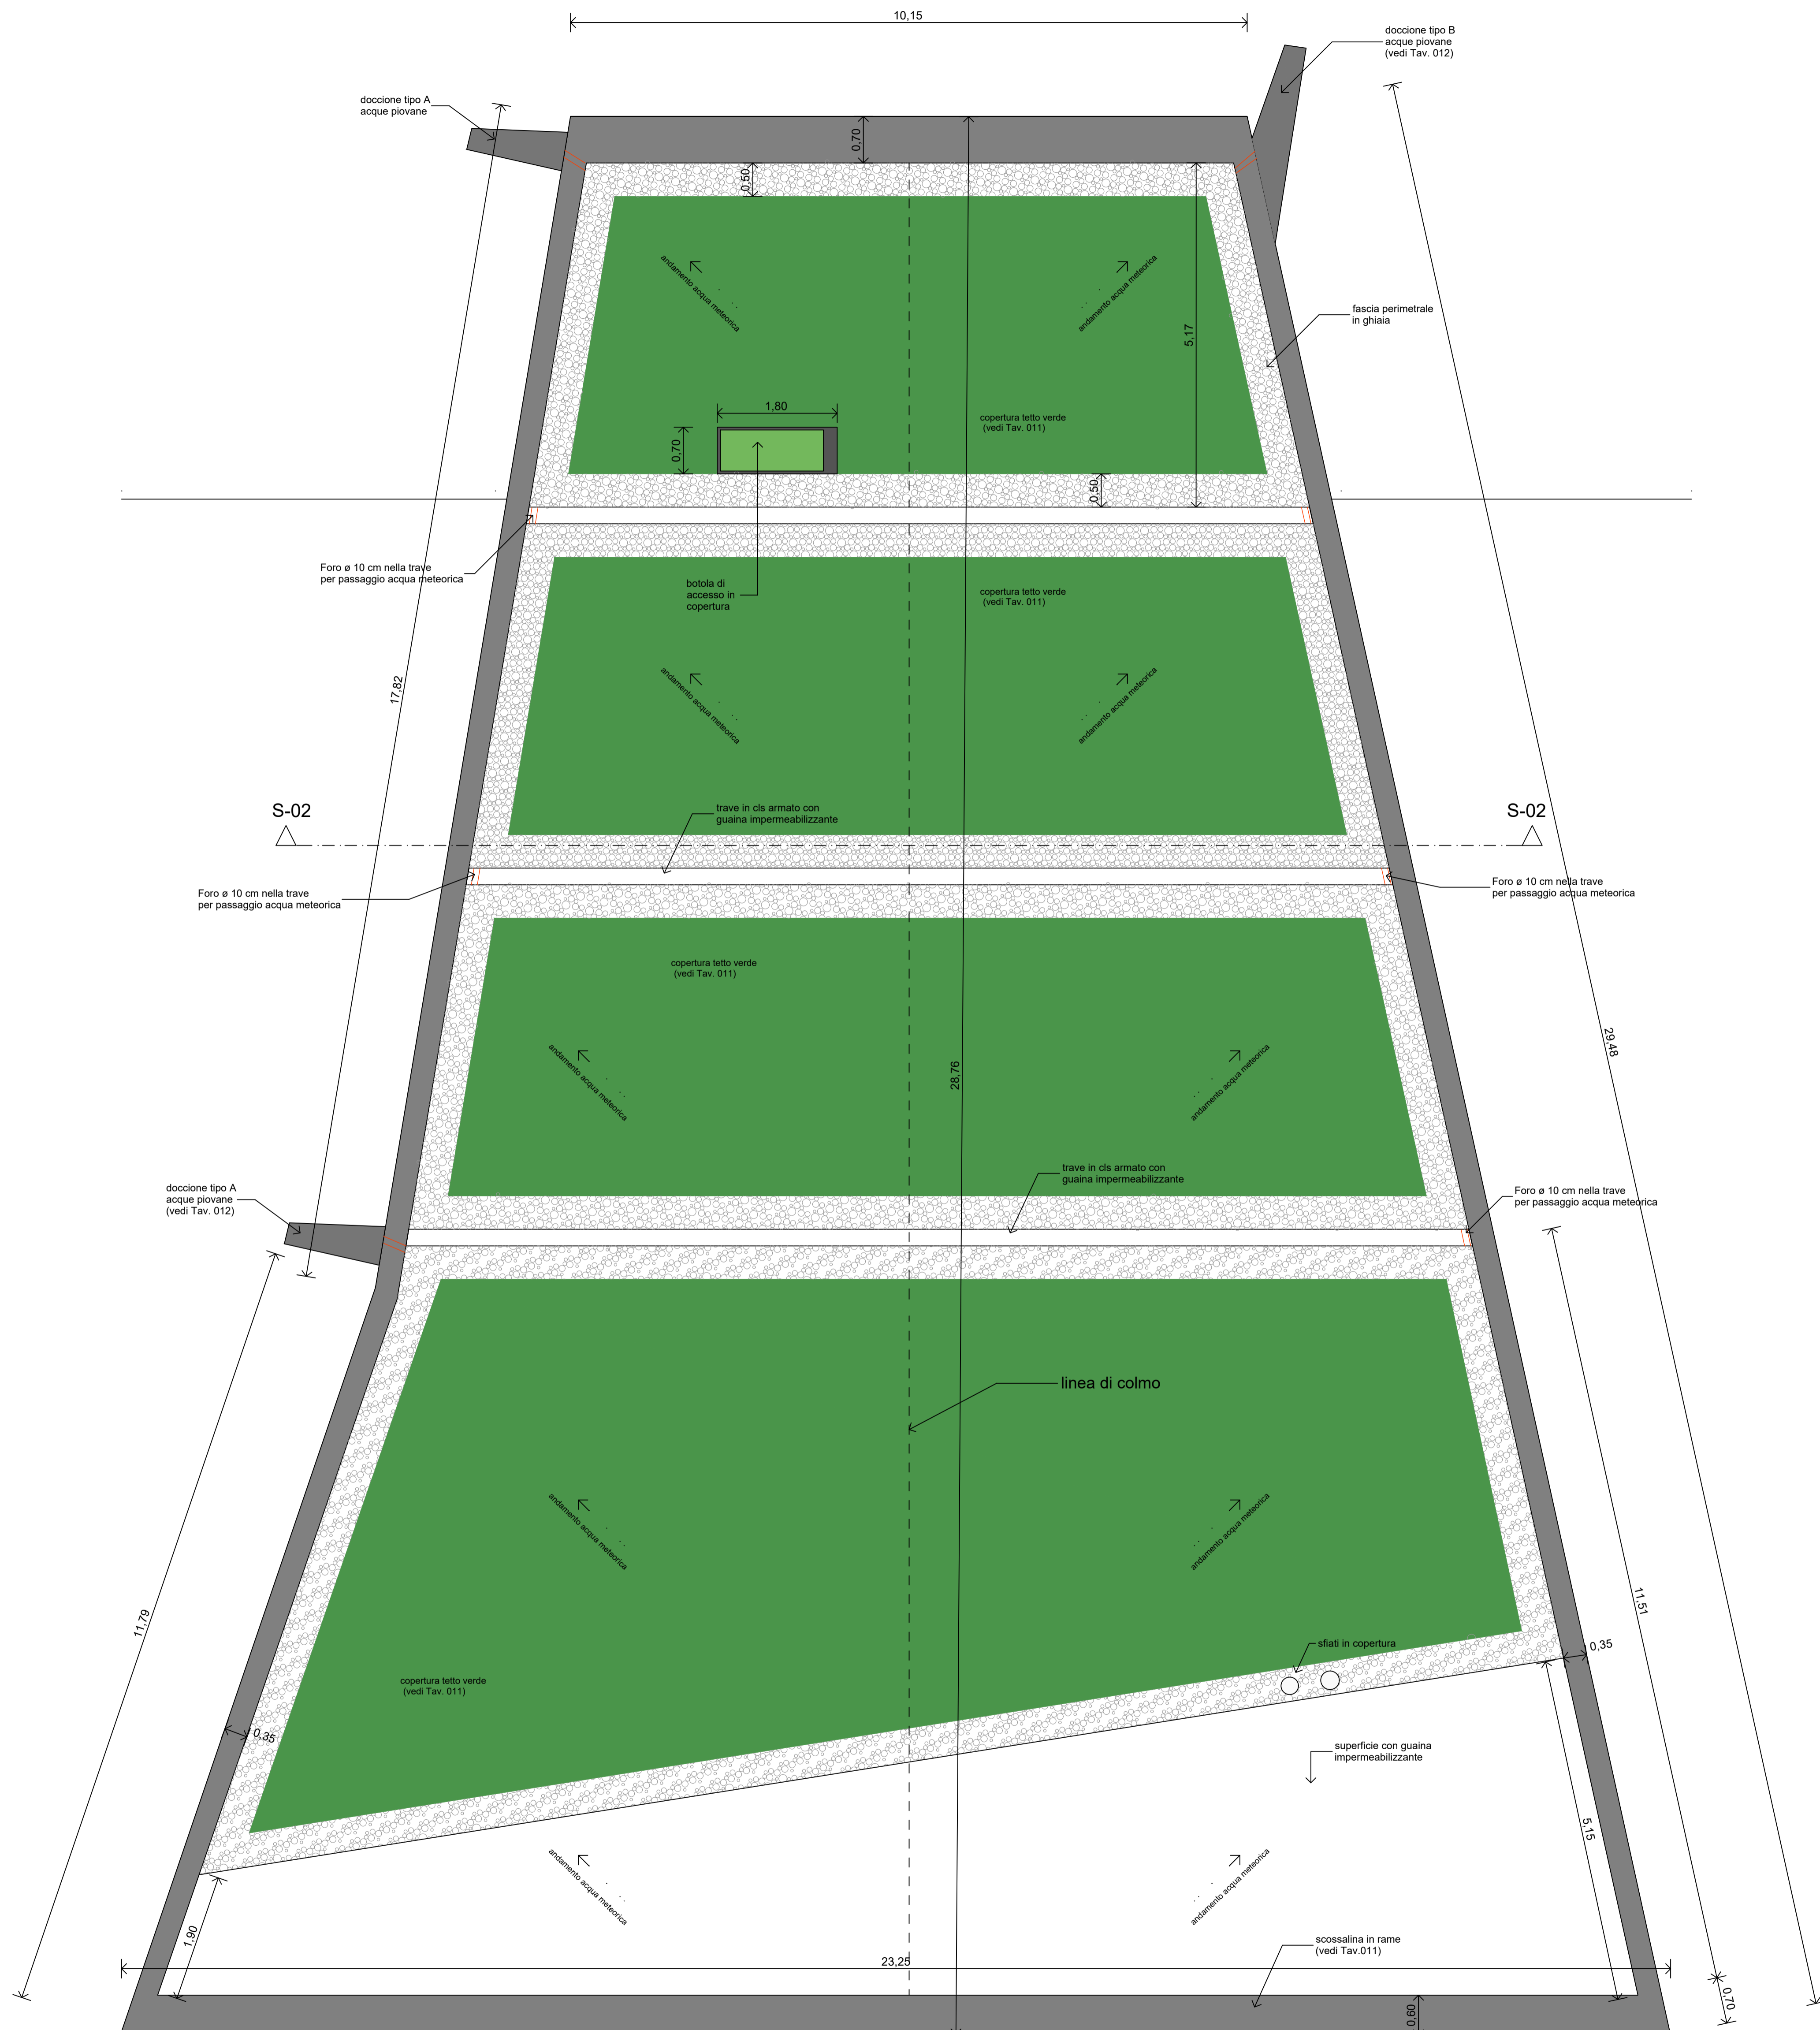 10,15
doccione tipo B
acque piovane
(vedi Tav. 012)
doccione tipo A
acque piovane
0,70
0,50
andamento acqua meteorica
andamento acqua meteorica
fascia perimetrale
in ghiaia
5,17
1,80
0,70
copertura tetto verde
(vedi Tav. 011)
0,50
Foro ø 10 cm nella trave
per passaggio acqua meteorica
botola di
accesso in
copertura
copertura tetto verde
(vedi Tav. 011)
17,82
andamento acqua meteorica
andamento acqua meteorica
S-02
S-02
trave in cls armato con
guaina impermeabilizzante
Foro ø 10 cm nella trave
per passaggio acqua meteorica
Foro ø 10 cm nella trave
per passaggio acqua meteorica
copertura tetto verde
(vedi Tav. 011)
28,76
29,48
andamento acqua meteorica
andamento acqua meteorica
trave in cls armato con
guaina impermeabilizzante
doccione tipo A
acque piovane
(vedi Tav. 012)
Foro ø 10 cm nella trave
per passaggio acqua meteorica
linea di colmo
andamento acqua meteorica
andamento acqua meteorica
11,79
11,51
sfiati in copertura
0,35
copertura tetto verde
(vedi Tav. 011)
0,35
superficie con guaina
impermeabilizzante
5,15
andamento acqua meteorica
andamento acqua meteorica
1,90
scossalina in rame
(vedi Tav.011)
23,25
0,70
0,60